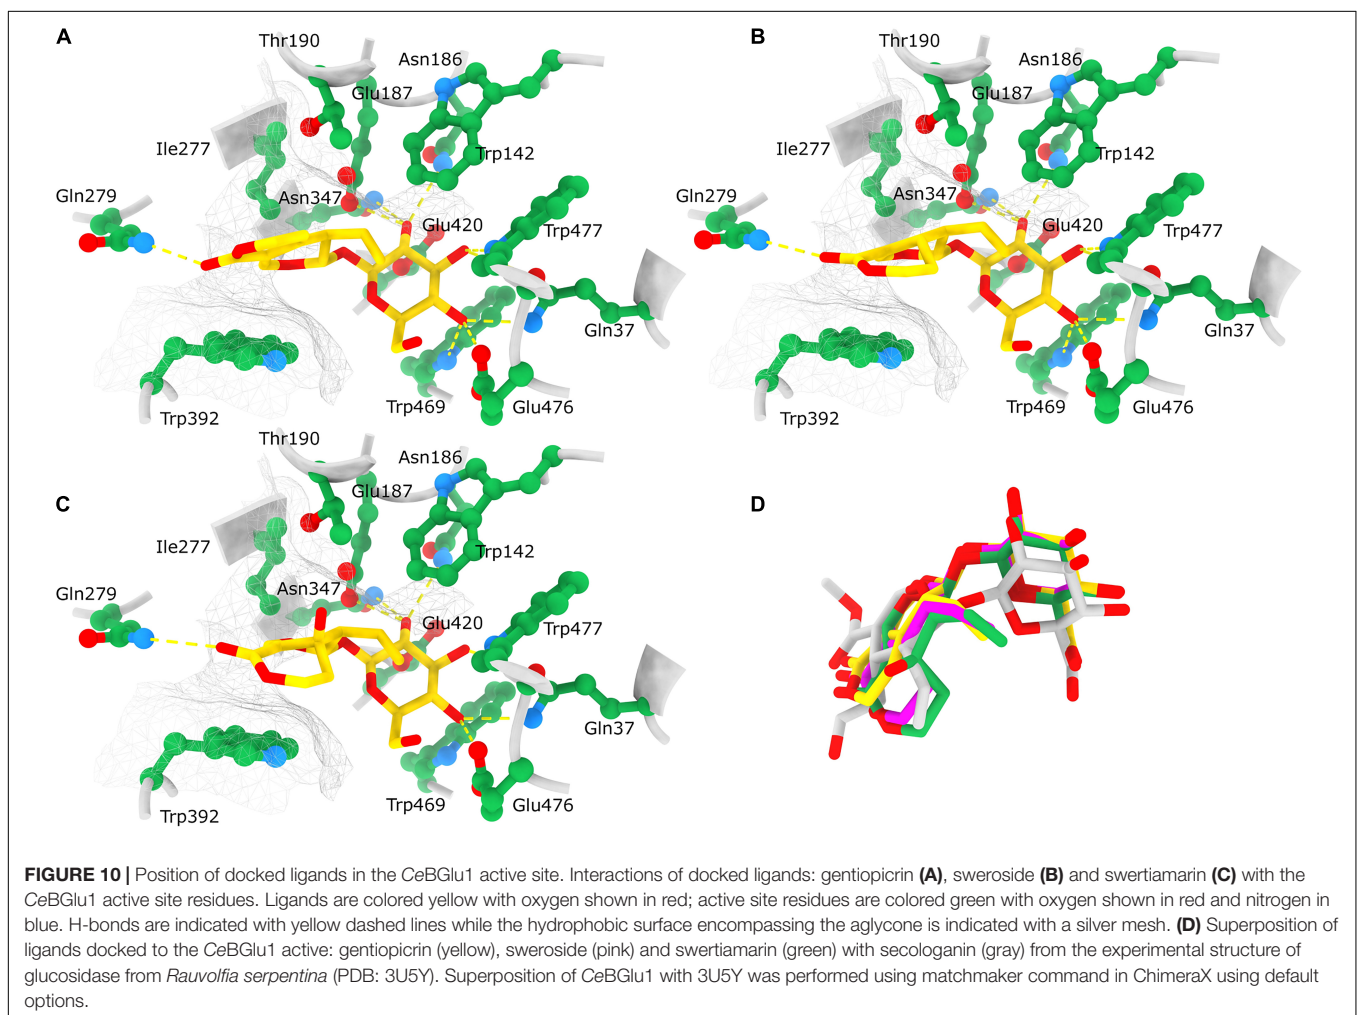 A
Thr190
Asn186
Glu187
Trp142
Ile277
Gln279
Asn347
Glu420
Trp477
Gln37
Trp392
Trp469
Glu476
B
Thr190
Asn186
Glu187
Trp142
Ile277
Gln279
Asn347
Glu420
Trp477
Gln37
Trp392
Trp469
Glu476
C
Thr190
Asn186
Glu187
Trp142
Ile277
Gln279
Asn347
Glu420
Trp477
Gln37
Trp392
Trp469
Glu476
D
FIGURE 10 | Position of docked ligands in the CeBGlu1 active site. Interactions of docked ligands: gentiopicrin (A), sweroside (B) and swertiamarin (C) with the
CeBGlu1 active site residues. Ligands are colored yellow with oxygen shown in red; active site residues are colored green with oxygen shown in red and nitrogen in
blue. H-bonds are indicated with yellow dashed lines while the hydrophobic surface encompassing the aglycone is indicated with a silver mesh. (D) Superposition of
ligands docked to the CeBGlu1 active: gentiopicrin (yellow), sweroside (pink) and swertiamarin (green) with secologanin (gray) from the experimental structure of
glucosidase from Rauvolfia serpentina (PDB: 3U5Y). Superposition of CeBGlu1 with 3U5Y was performed using matchmaker command in ChimeraX using default
options.